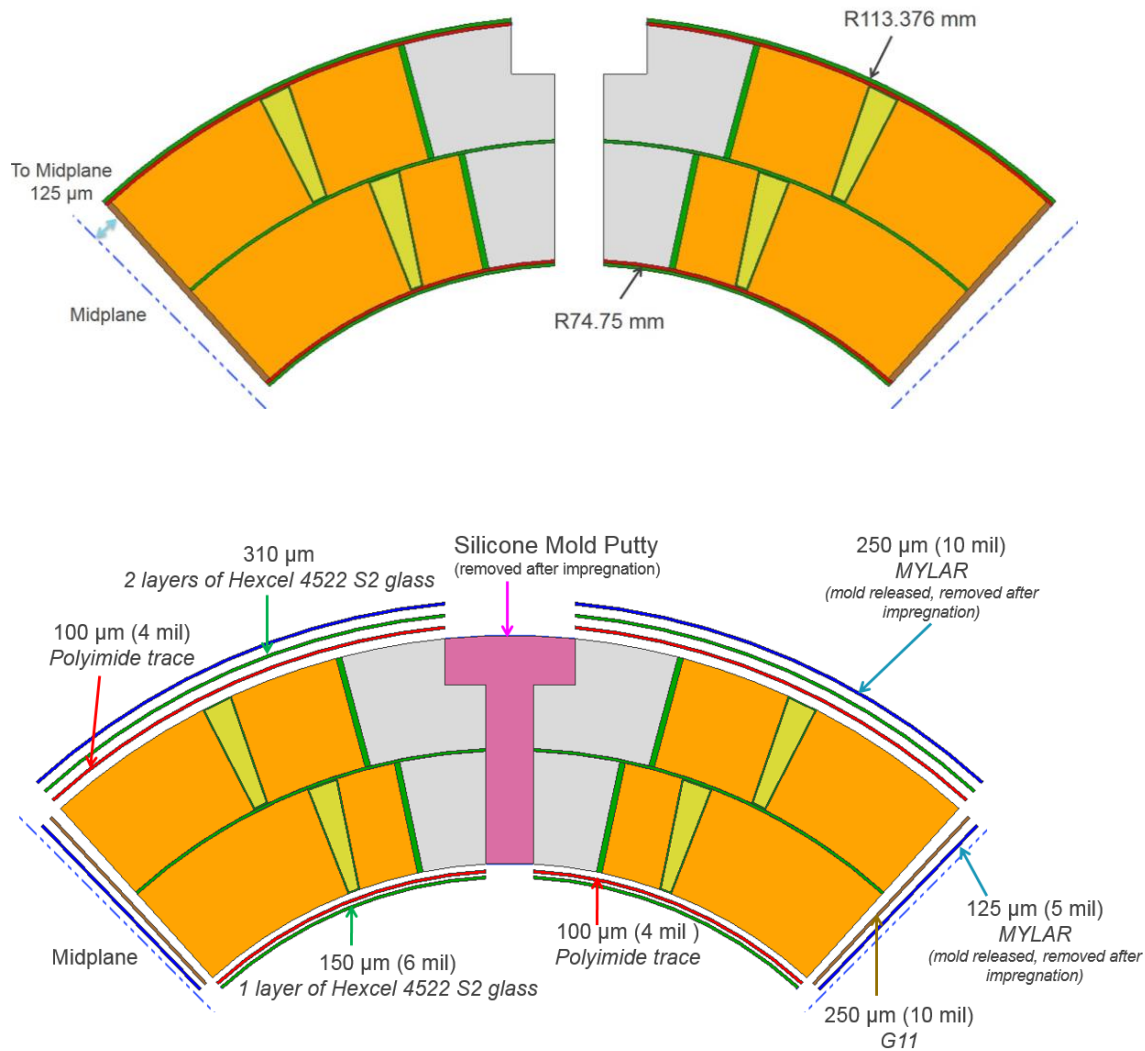 R113.376 mm
To Midplane
125 µm
Midplane
R74.75 mm
310 µm
2 layers of Hexcel 4522 S2 glass
Silicone Mold Putty
(removed after impregnation)
250 µm (10 mil)
MYLAR
(mold released, removed after
impregnation)
100 µm (4 mil)
Polyimide trace
Midplane
150 µm (6 mil)
1 layer of Hexcel 4522 S2 glass
100 µm (4 mil )
Polyimide trace
125 µm (5 mil)
MYLAR
(mold released, removed after
impregnation)
250 µm (10 mil)
G11